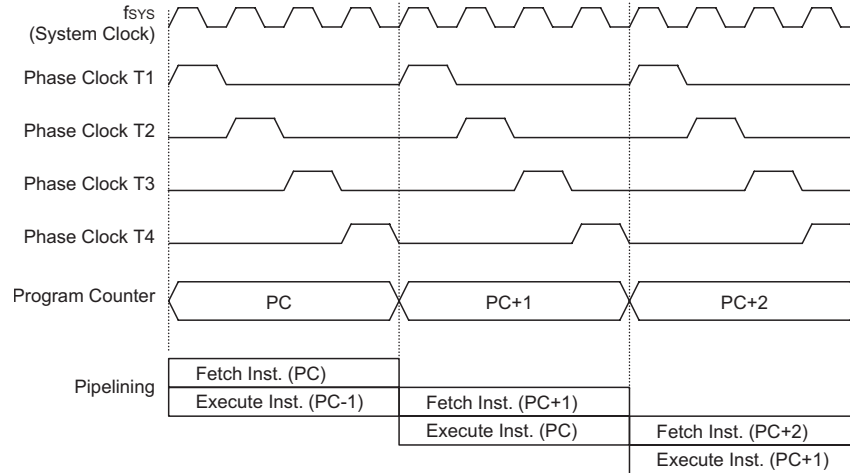 fSYS
(System Clock)
Phase Clock T1
Phase Clock T2
Phase Clock T3
Phase Clock T4
Program Counter
PC
PC+1
PC+2
Pipelining
Fetch Inst. (PC)
Execute Inst. (PC-1)
Fetch Inst. (PC+1)
Execute Inst. (PC)
Fetch Inst. (PC+2)
Execute Inst. (PC+1)